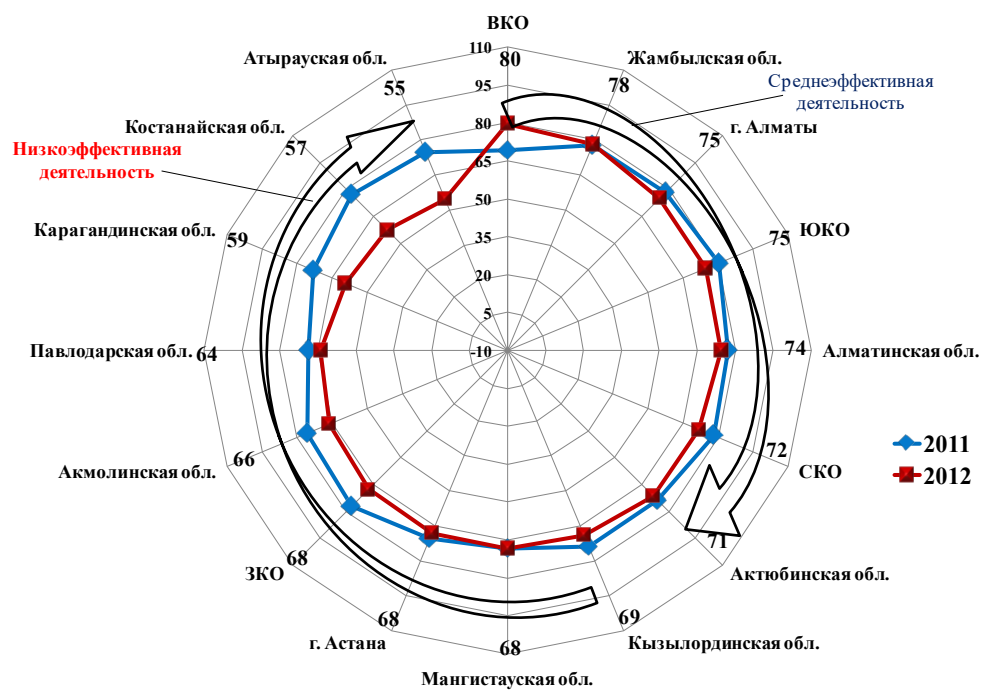 ВКО
110
80
Атырауская обл.
Жамбылская обл.
55
95
78
Среднеэффективная
деятельность
Костанайская обл.
57
80
75
г. Алматы
Низкоэффективная
деятельность
65
50
Карагандинская обл.
59
35
75
ЮКО
20
5
Павлодарская обл.
64
-10
74
Алматинская обл.
2011
2012
Акмолинская обл.
66
72
СКО
ЗКО
68
71
Актюбинская обл.
г. Астана
68
68
69
Кызылординская обл.
Мангистауская обл.